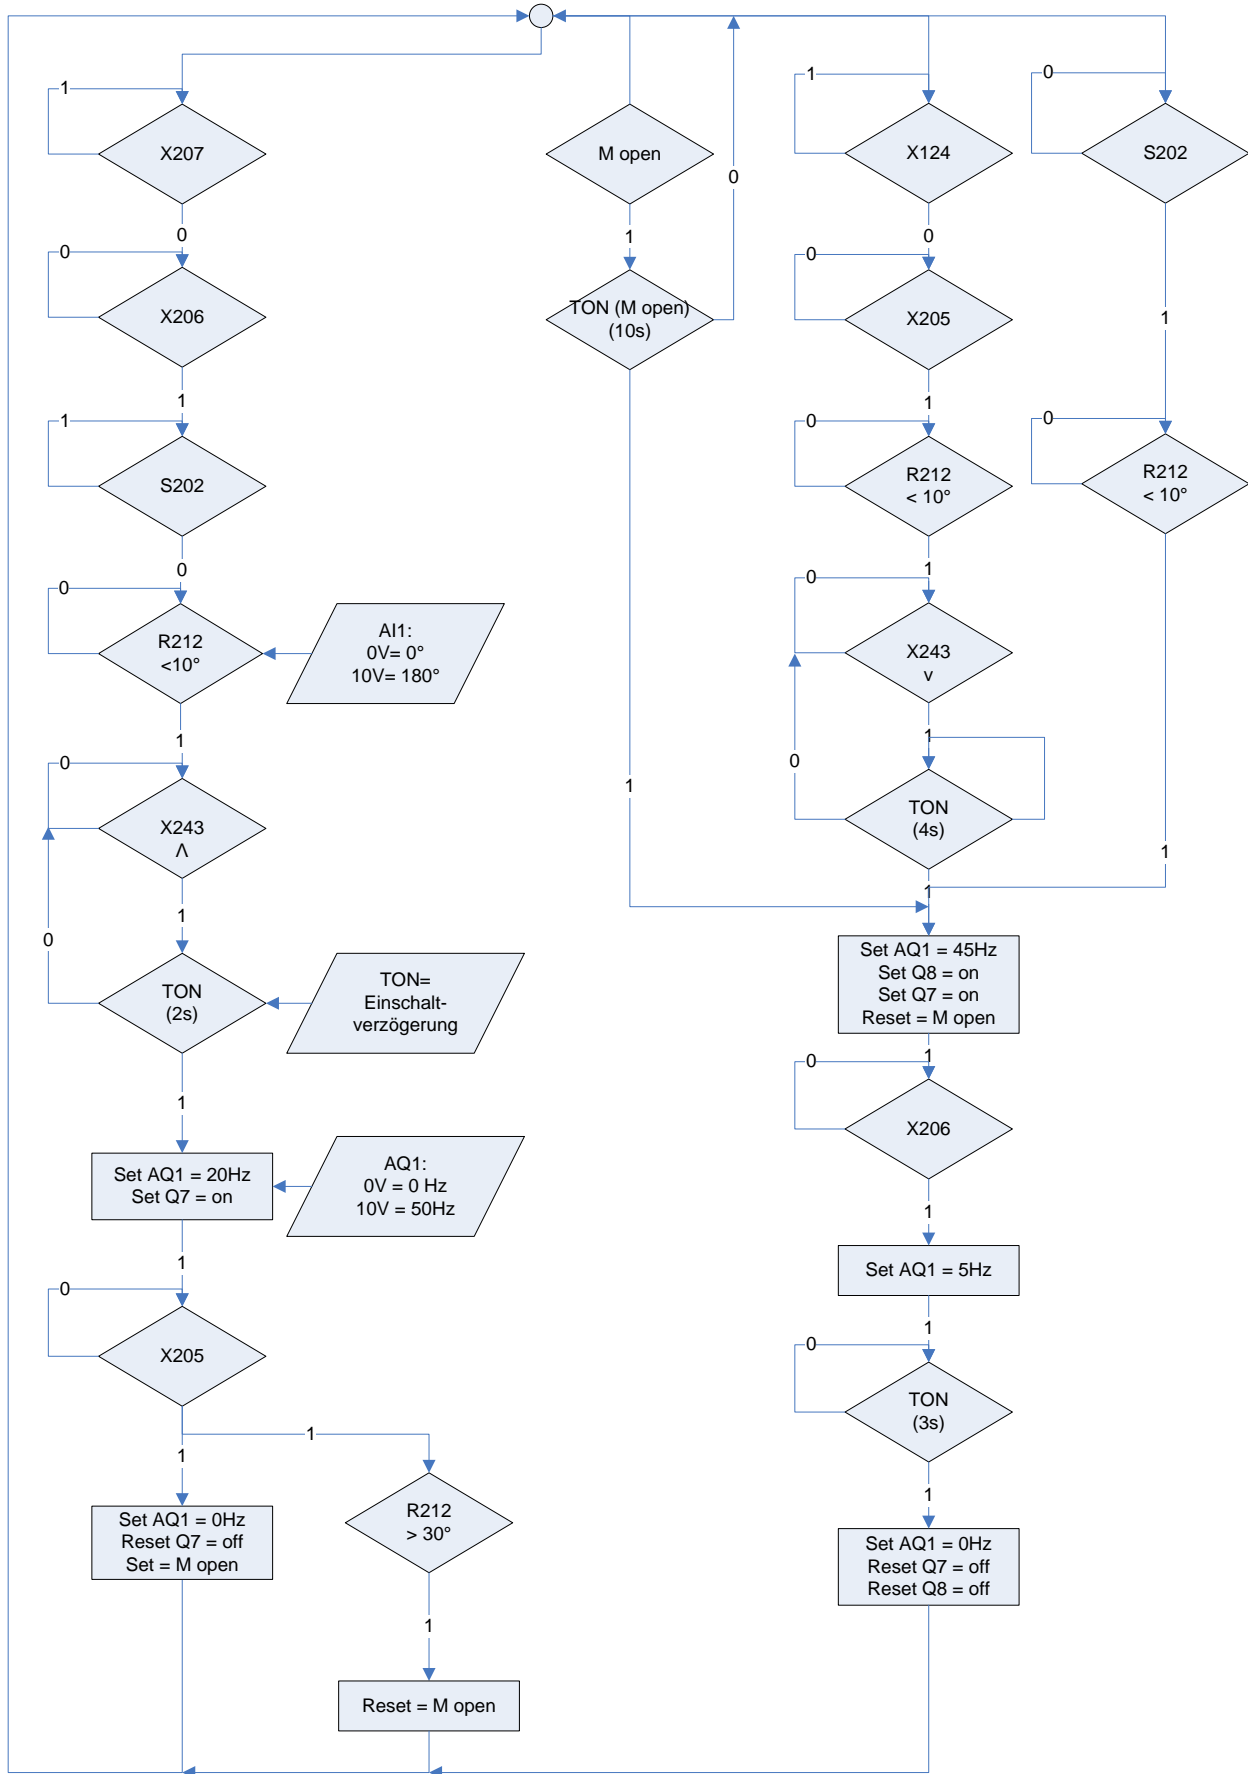 1
X207
0
0
X206
1
1
S202
0
0
R212
<10°
AI1:
0V= 0°
10V= 180°
1
0
X243
Λ
1
0
TON
(2s)
TON=
Einschalt-
verzögerung
1
Set AQ1 = 20Hz
Set Q7 = on
AQ1:
0V = 0 Hz
10V = 50Hz
1
0
X205
1
1
Set AQ1 = 0Hz
Reset Q7 = off
Set = M open
R212
> 30°
1
Reset = M open
M open
1
0
TON (M open)
(10s)
1
1
X124
0
0
X205
1
0
R212
< 10°
1
0
X243
v
1
0
TON
(4s)
1
0
S202
1
0
R212
< 10°
1
Set AQ1 = 45Hz
Set Q8 = on
Set Q7 = on
Reset = M open
1
0
X206
1
Set AQ1 = 5Hz
1
0
TON
(3s)
1
Set AQ1 = 0Hz
Reset Q7 = off
Reset Q8 = off